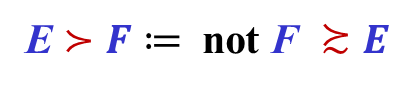 E ≻ F ≔ not F ≿ E